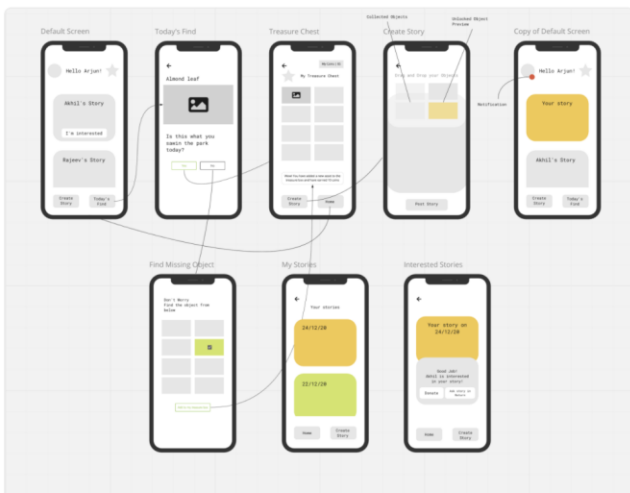 Default Screen
Today's Find
Treasure Chest
Create Story
Copy of Default Screen
Collected Objects
Unlocked Object
Preview
Notification
Hello Arjun!
Akhil's Story
I'm interested
Rajeev's Story
Create
Story
Today's
Find
Almond leaf
Is this what you
sawin the park
today?
My Treasure Chest
Create
Story
Home
Drag and Drop your Objects
Post Story
Hello Arjun!
Your story
Akhil's Story
Create
Story
Today's
Find
Find Missing Object
My Stories
Interested Stories
Don't Worry
Find the object from
below
Your stories
24/12/20
22/12/20
Home
Create
Story
Your story on
24/12/20
Akhil is interested
in your story!
Home
Create
Story